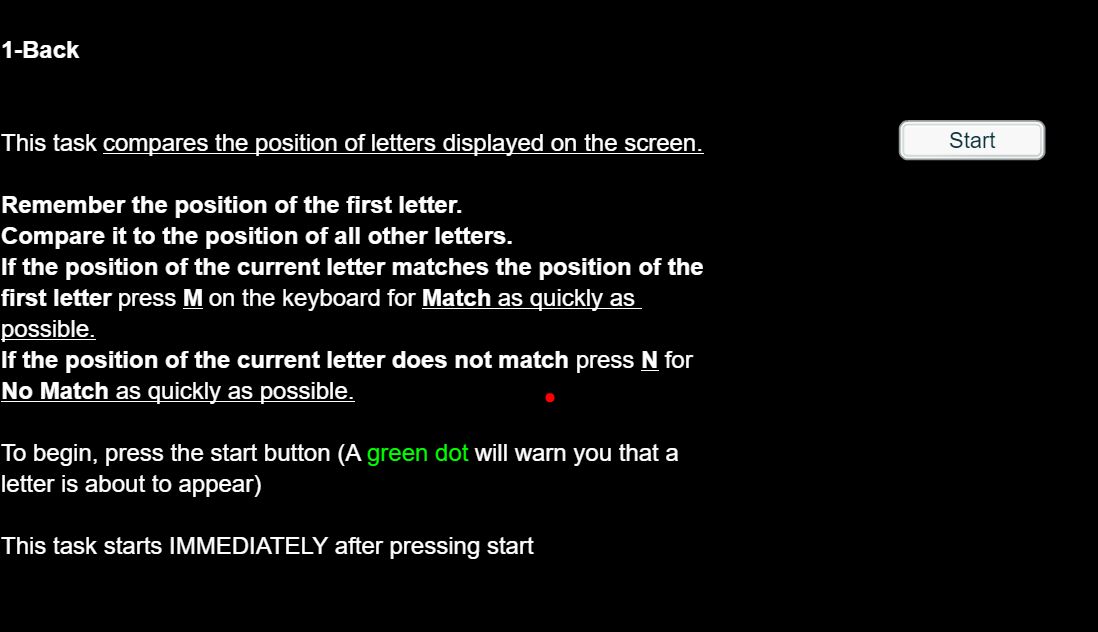 1-Back
This task compares the position of letters displayed on the screen.
Start
Remember the position of the first letter.
Compare it to the position of all other letters.
If the position of the current letter matches the position of the
first letter press M on the keyboard for Match as quickly as
possible.
If the position of the current letter does not match press N for
No Match as quickly as possible.
To begin, press the start button (A green dot will warn you that a
letter is about to appear)
This task starts IMMEDIATELY after pressing start